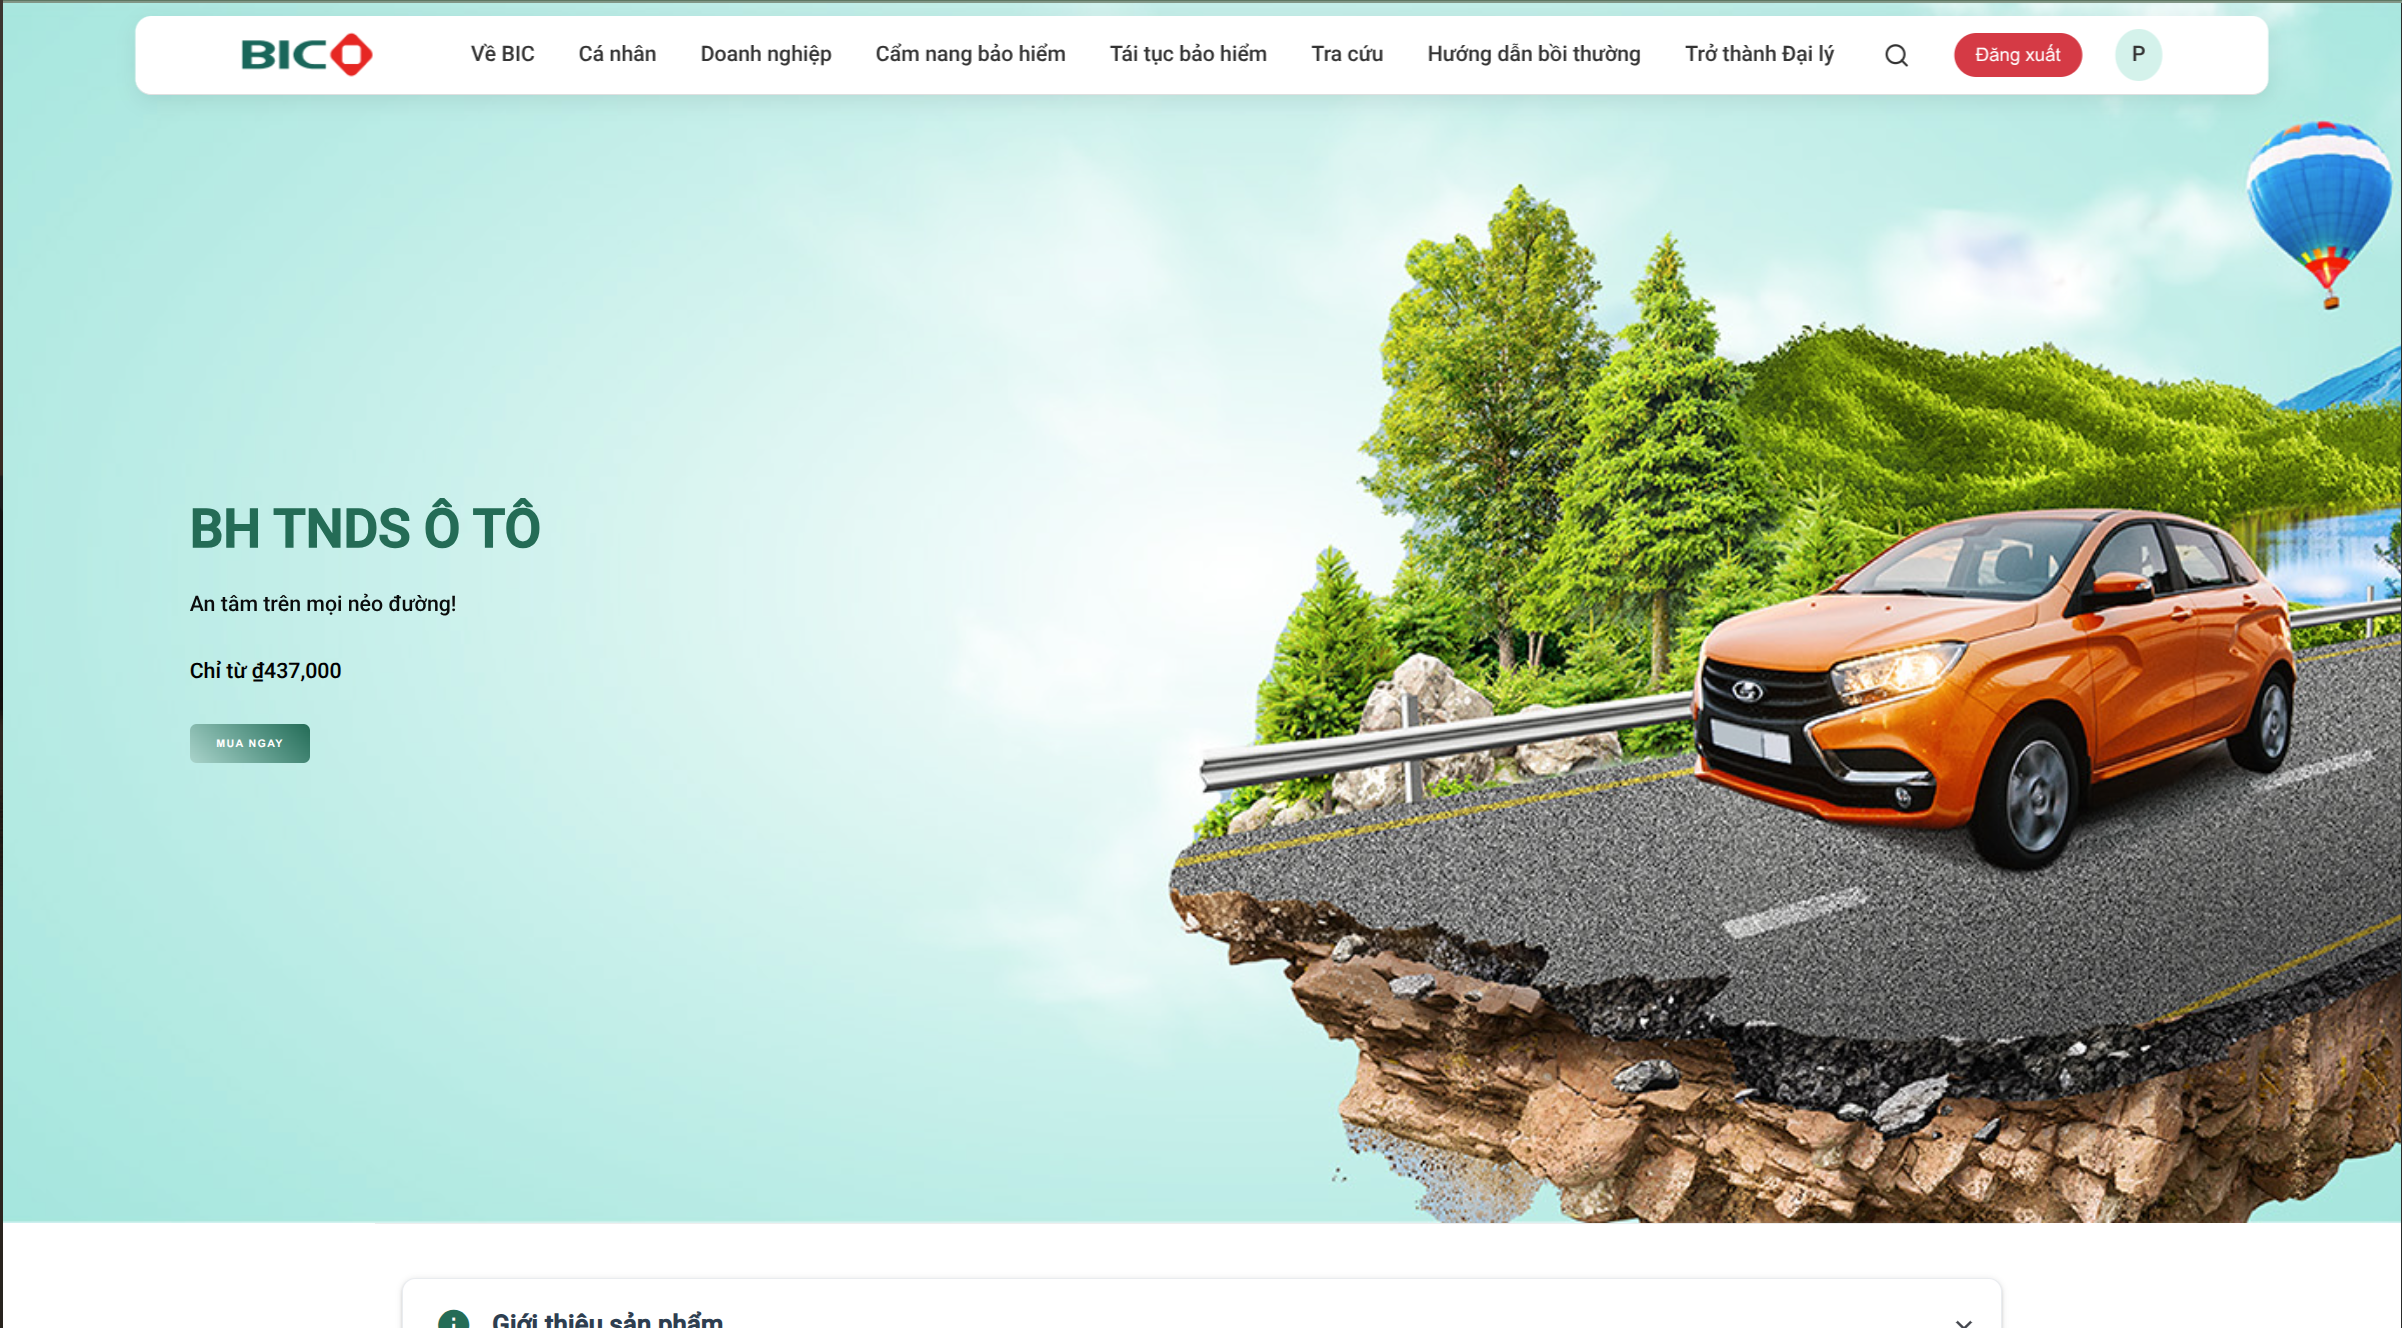 BIC
Về BIC
Cá nhân
Doanh nghiệp
Cẩm nang bảo hiểm
Tái tục bảo hiểm
Tra cứu
Hướng dẫn bồi thường
Trở thành Đại lý
Đăng xuất
P
BH TNDS Ô TÔ
An tâm trên mọi nẻo đường!
Chỉ từ ₫437,000
MUA NGAY
Giới thiệu sản phẩm